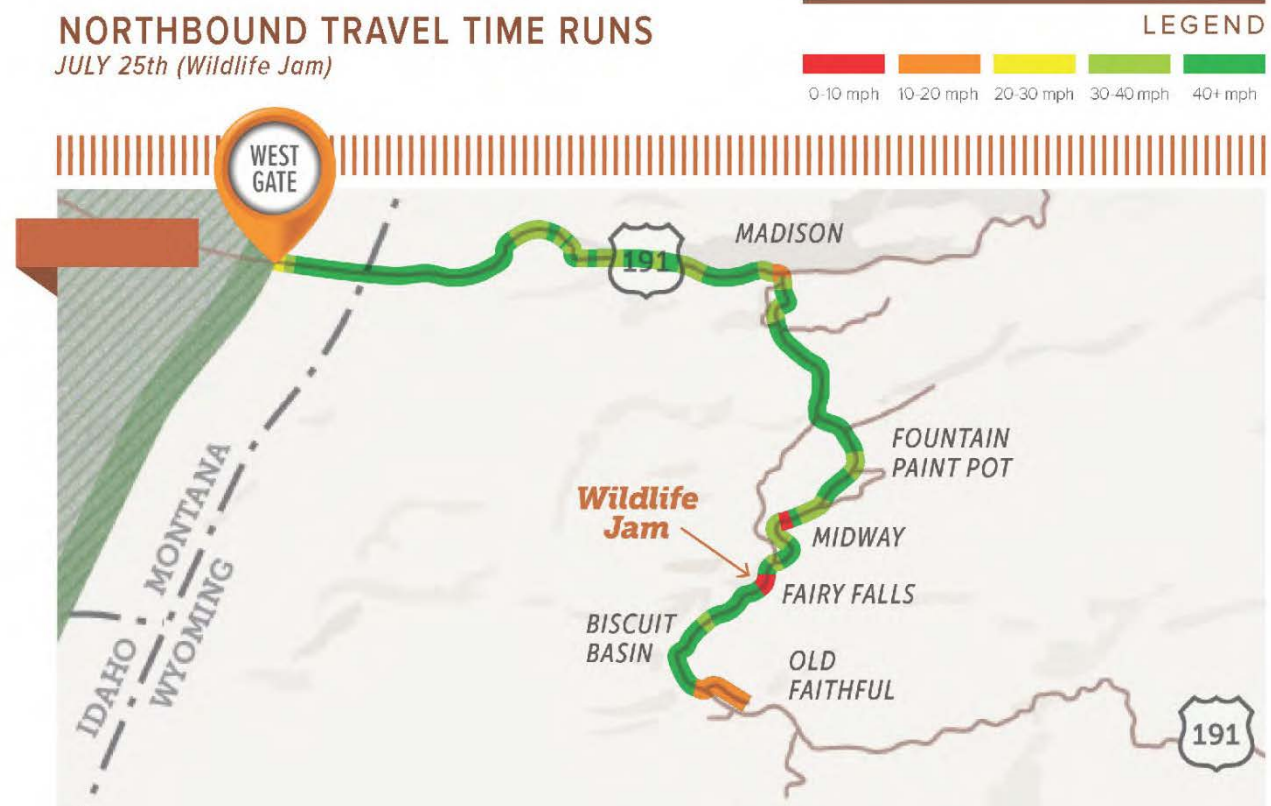 NORTHBOUND TRAVEL TIME RUNS
JULY 25th (Wildlife Jam)
LEGEND
0-10 mph 10-20 mph 20-30 mph 30-40 mph 40+ mph
WEST
GATE
MADISON
191
FOUNTAIN
PAINT POT
Wildlife
Jam
MIDWAY
FAIRY FALLS
BISCUIT
BASIN
OLD
FAITHFUL
MONTANA
IDAHO
WYOMING
191